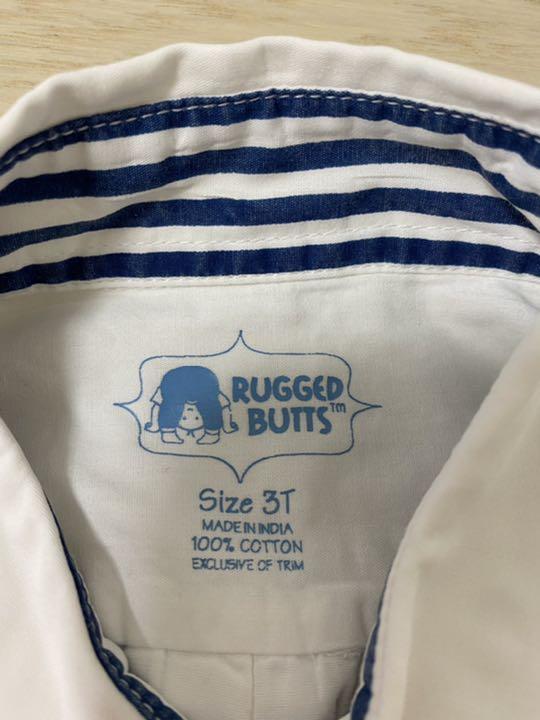 RUGGED
BUTTS™
Size 3T
MADE IN INDIA
100% COTTON
EXCLUSIVE OF TRIM